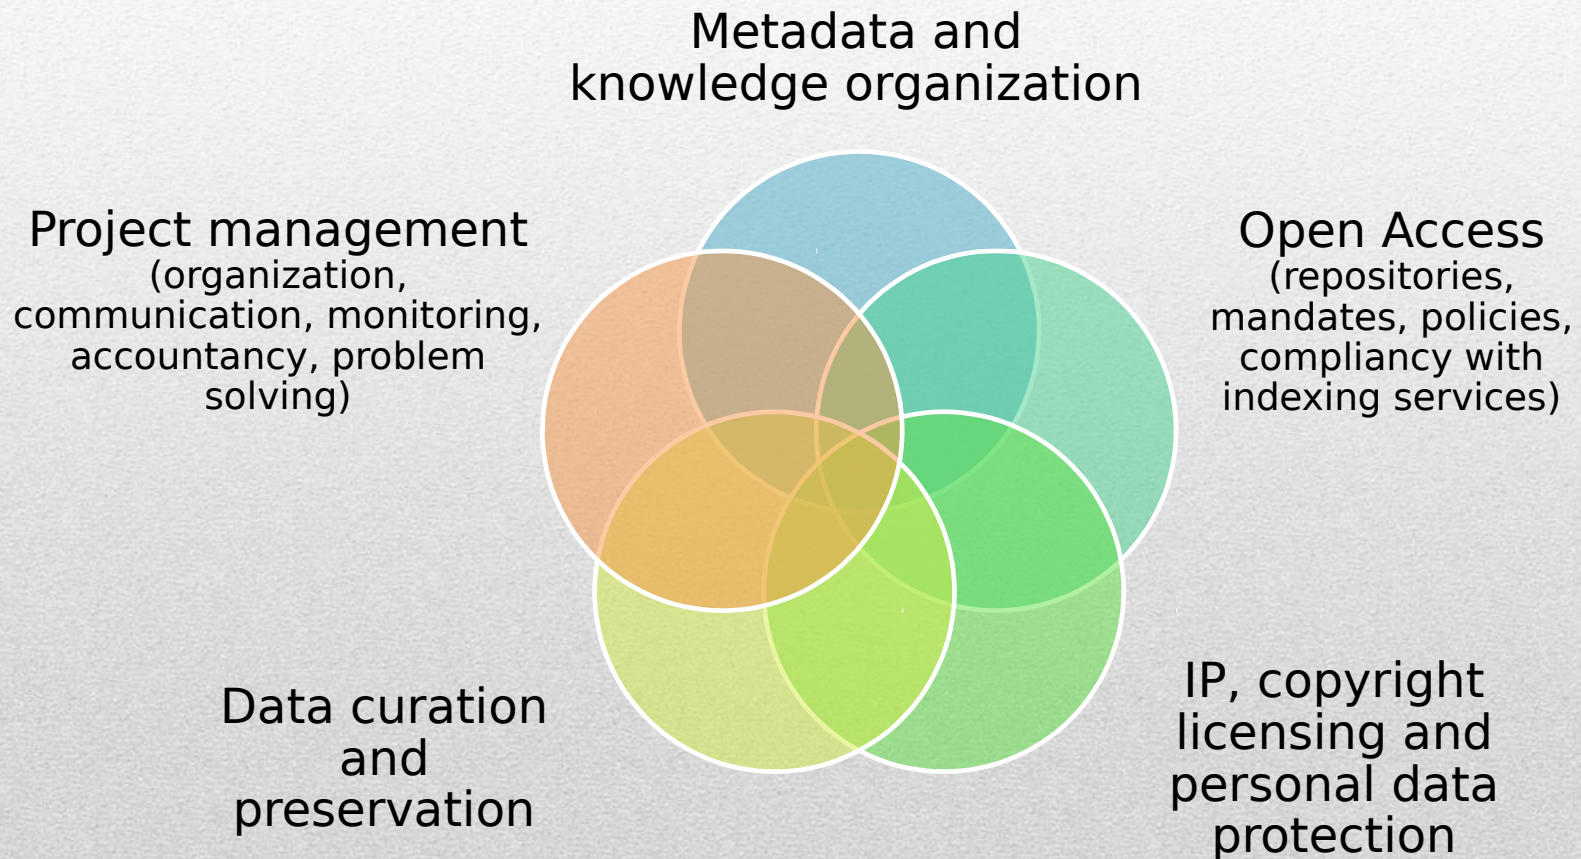 Metadata and
knowledge organization
Project management
(organization,
communication, monitoring,
accountancy, problem
solving)
Open Access
(repositories,
mandates, policies,
compliancy with
indexing services)
Data curation
and
preservation
IP, copyright
licensing and
personal data
protection